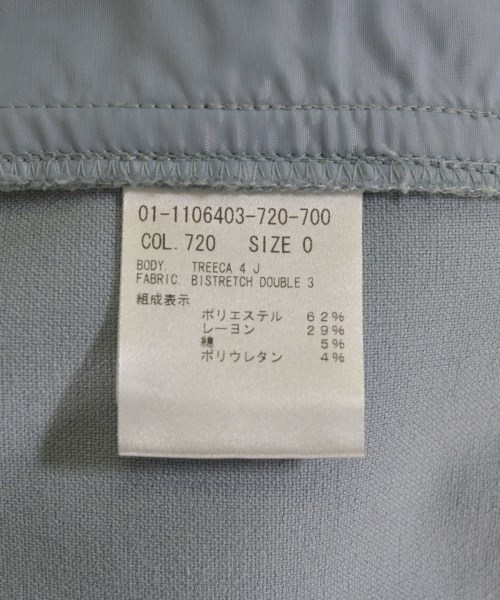 01-1106403-720-700
COL.720 SIZE 0
BODY. TREECA 4 J
FABRIC. BISTRETCH DOUBLE 3
組成表示
ポリエステル 62%
レーヨン 29%
綿 5%
ポリウレタン 4%